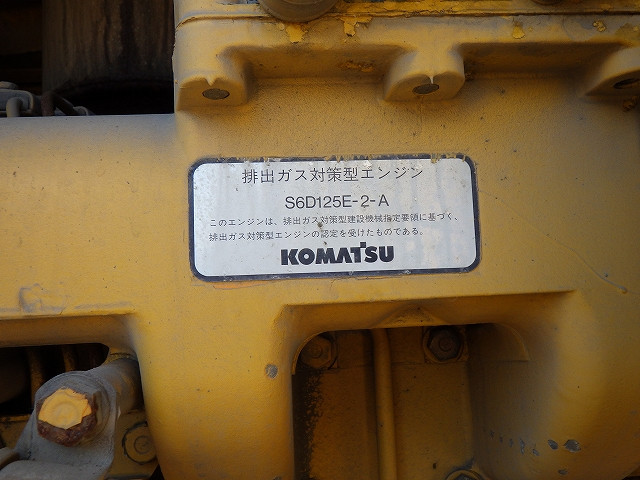 排出ガス対策型エンジン
S6D125E-2-A
このエンジンは、排出ガス対策型建設機械指定要領に基づく、
排出ガス対策型エンジンの認定を受けたものである。
KOMATSU